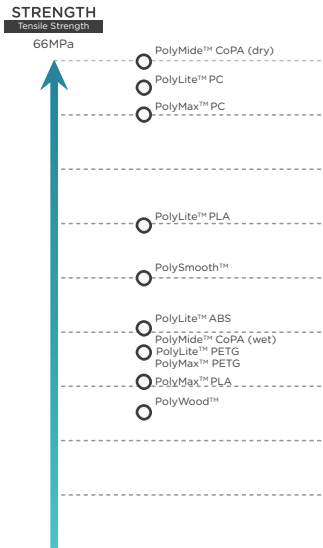 STRENGTH
Tensile Strength
66MPa
PolyMide™ CoPA (dry)
PolyLite™ PC
PolyMax™ PC
PolyLite™ PLA
PolySmooth™
PolyLite™ ABS
PolyMide™ CoPA (wet)
PolyLite™ PETG
PolyMax™ PETG
PolyMax™ PLA
PolyWood™